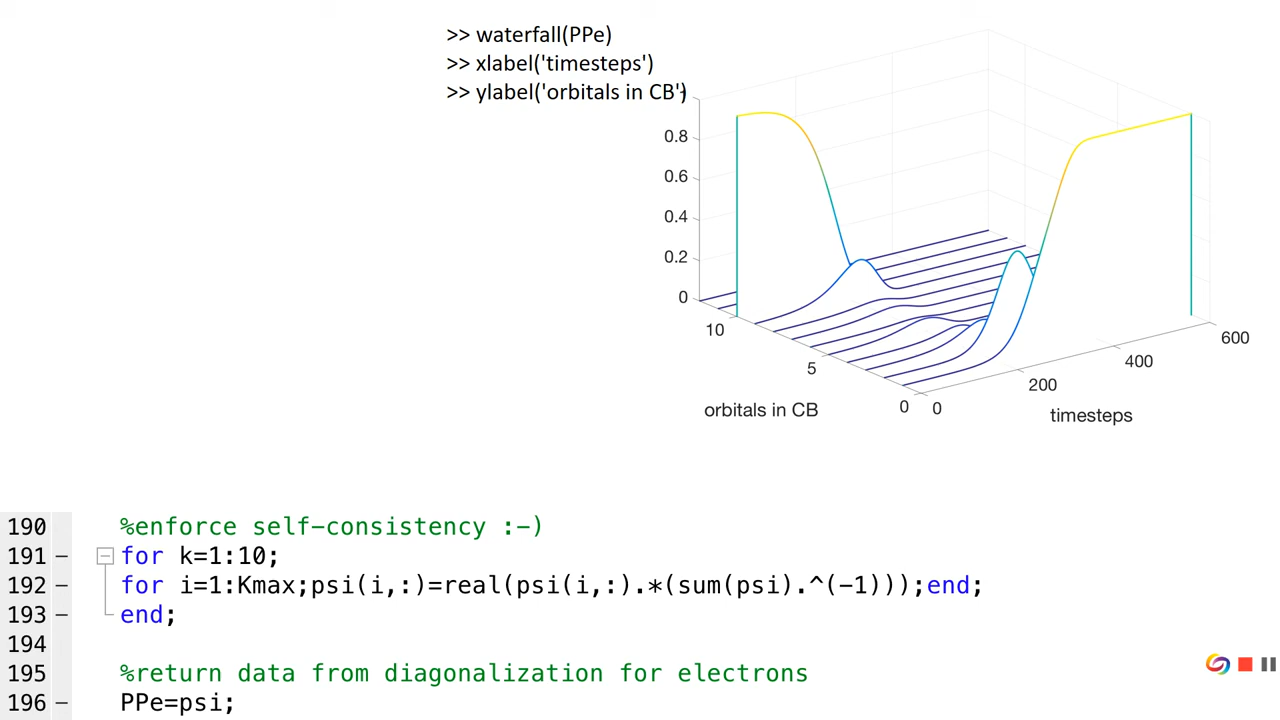 >> waterfall(PPe)
>> xlabel('timesteps')
>> ylabel('orbitals in CB')
0.8
0.6
0.4
0.2
0
10
5
0
0
200
400
600
orbitals in CB
timesteps
190 %enforce self-consistency :-)
191 – for k=1:10;
192 – for i=1:Kmax;psi(i,:)=real(psi(i,:).*(sum(psi).^(-1)));end;
193 – end;
194
195 %return data from diagonalization for electrons
196 – PPe=psi;